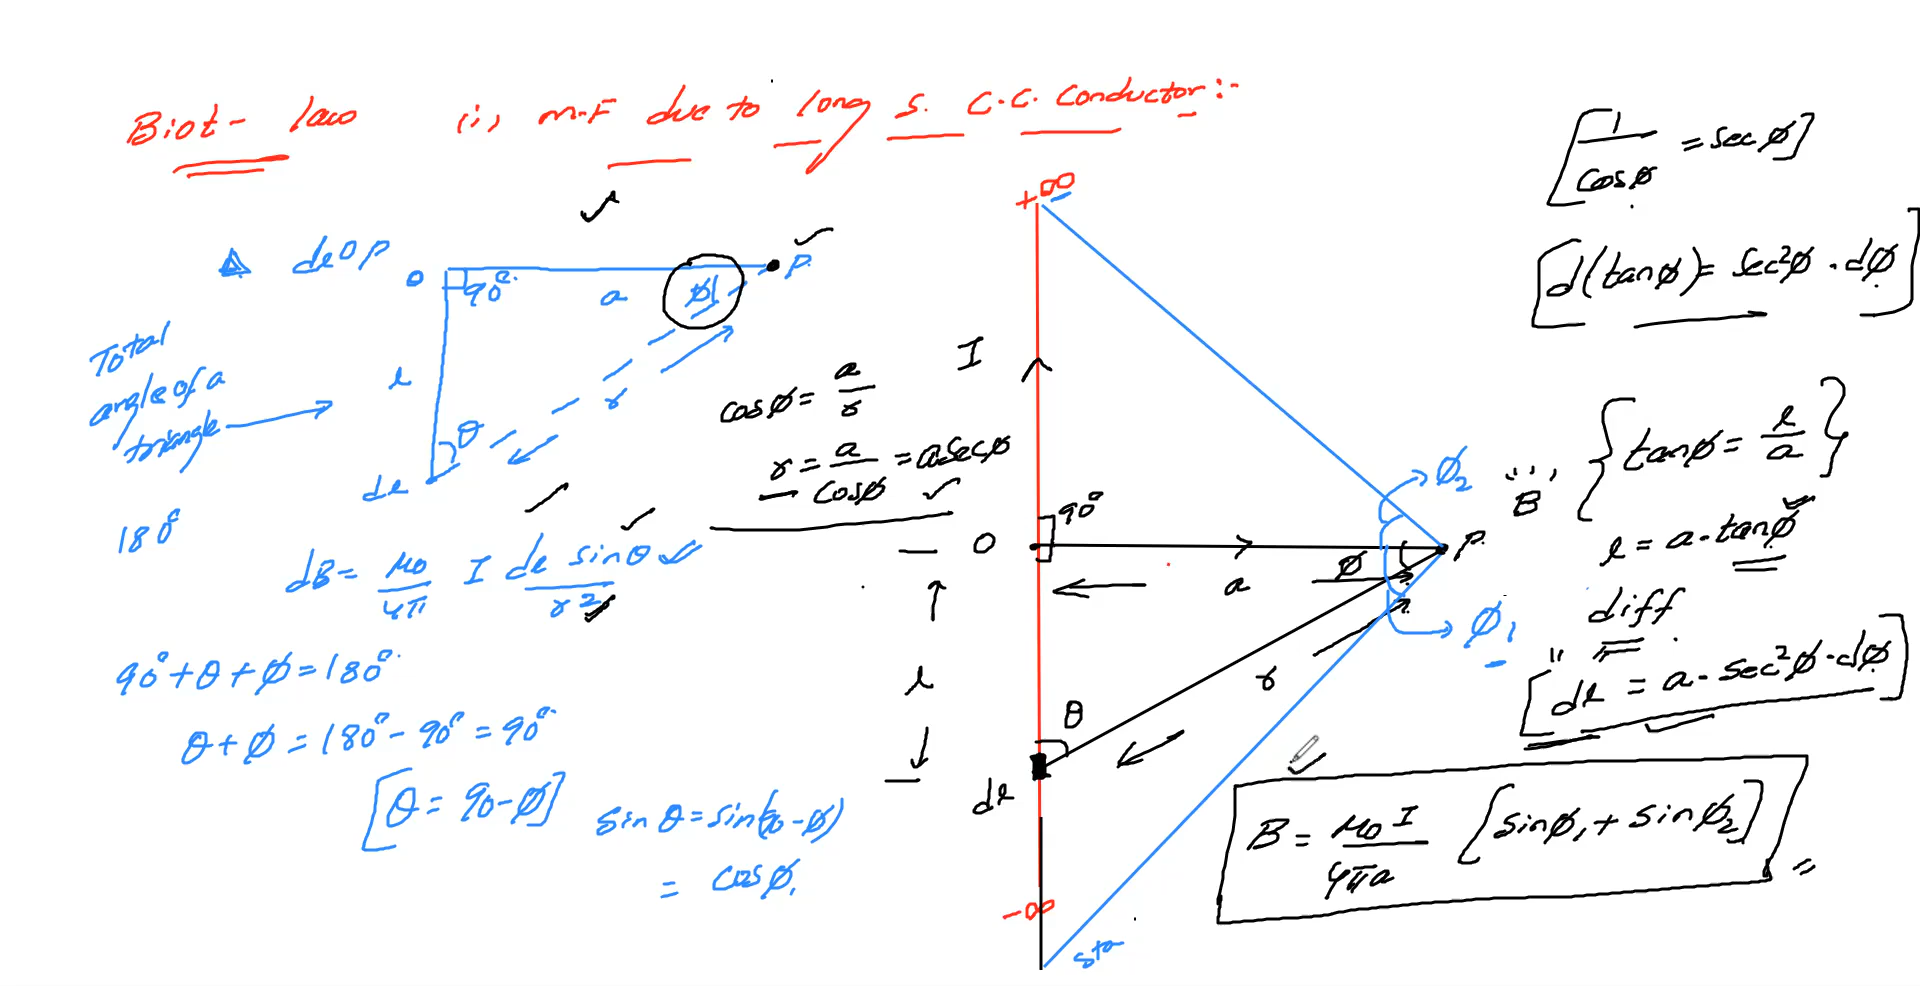 Biot- law i, m.F due to long s. C.C. Conductor:-
Δ dlOP
O 90° a ϕ P
l r
θ
dl
Total
angle of a
triangle
180°
cosϕ = a/r
r = a/cosϕ = asecϕ
dB = μ0/4π I dl sinθ/r2
90° + θ + ϕ = 180°
θ + ϕ = 180° - 90° = 90°
[θ = 90-ϕ] sinθ = sin(90-ϕ)
= cosϕ
+∞
I
90°
O P
ϕ
a
ϕ2
ϕ1
l r
θ
dl
-∞
[1/cosϕ = secϕ]
[d(tanϕ) = sec²ϕ · dϕ]
"B" {tanϕ = l/a}
l = a · tanϕ
diff
[dl = a · sec²ϕ · dϕ]
B = μ0 I/4πa [sinϕ1 + sinϕ2] =